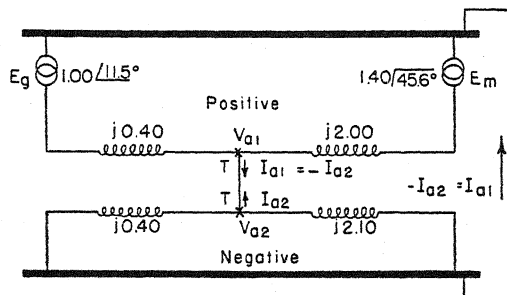 Eg 1.00 /11.5° 1.40 /45.6° Em
Positive
j0.40 Va1 j2.00
T Ia1 = - Ia2
-Ia2 = Ia1
T Ia2
j0.40 Va2 j2.10
Negative